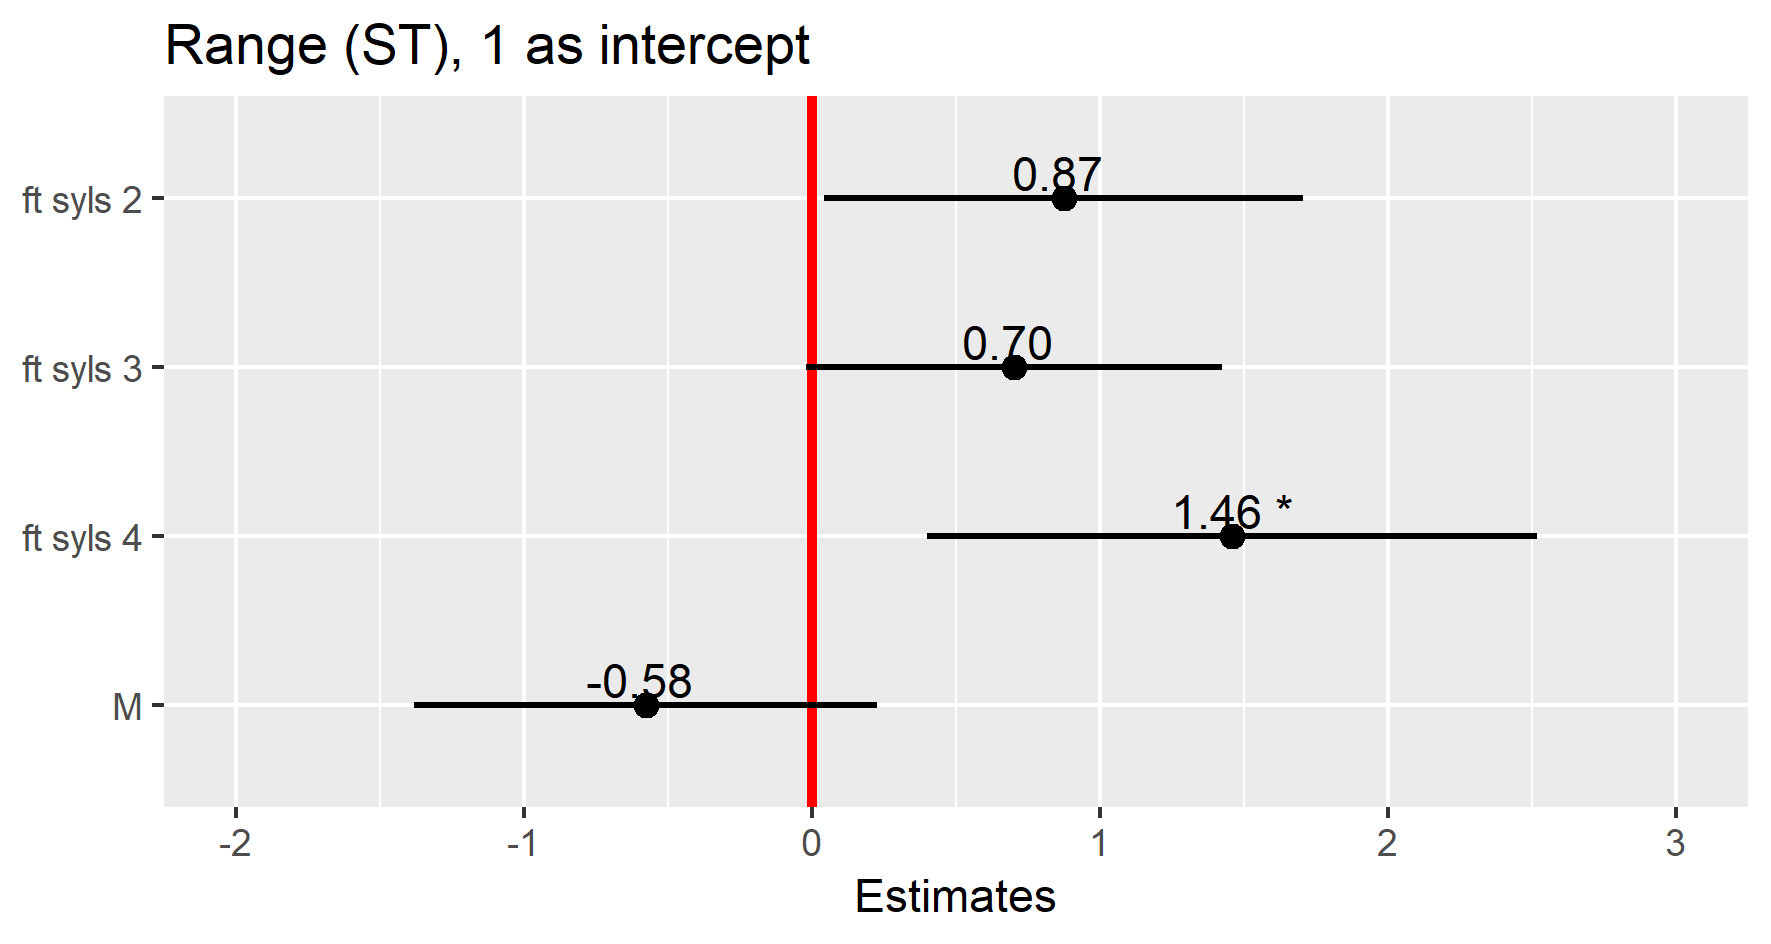 Range (ST), 1 as intercept
ft syls 2
0.87
ft syls 3
0.70
ft syls 4
1.46 *
M
-0.58
-2 -1 0 1 2 3
Estimates